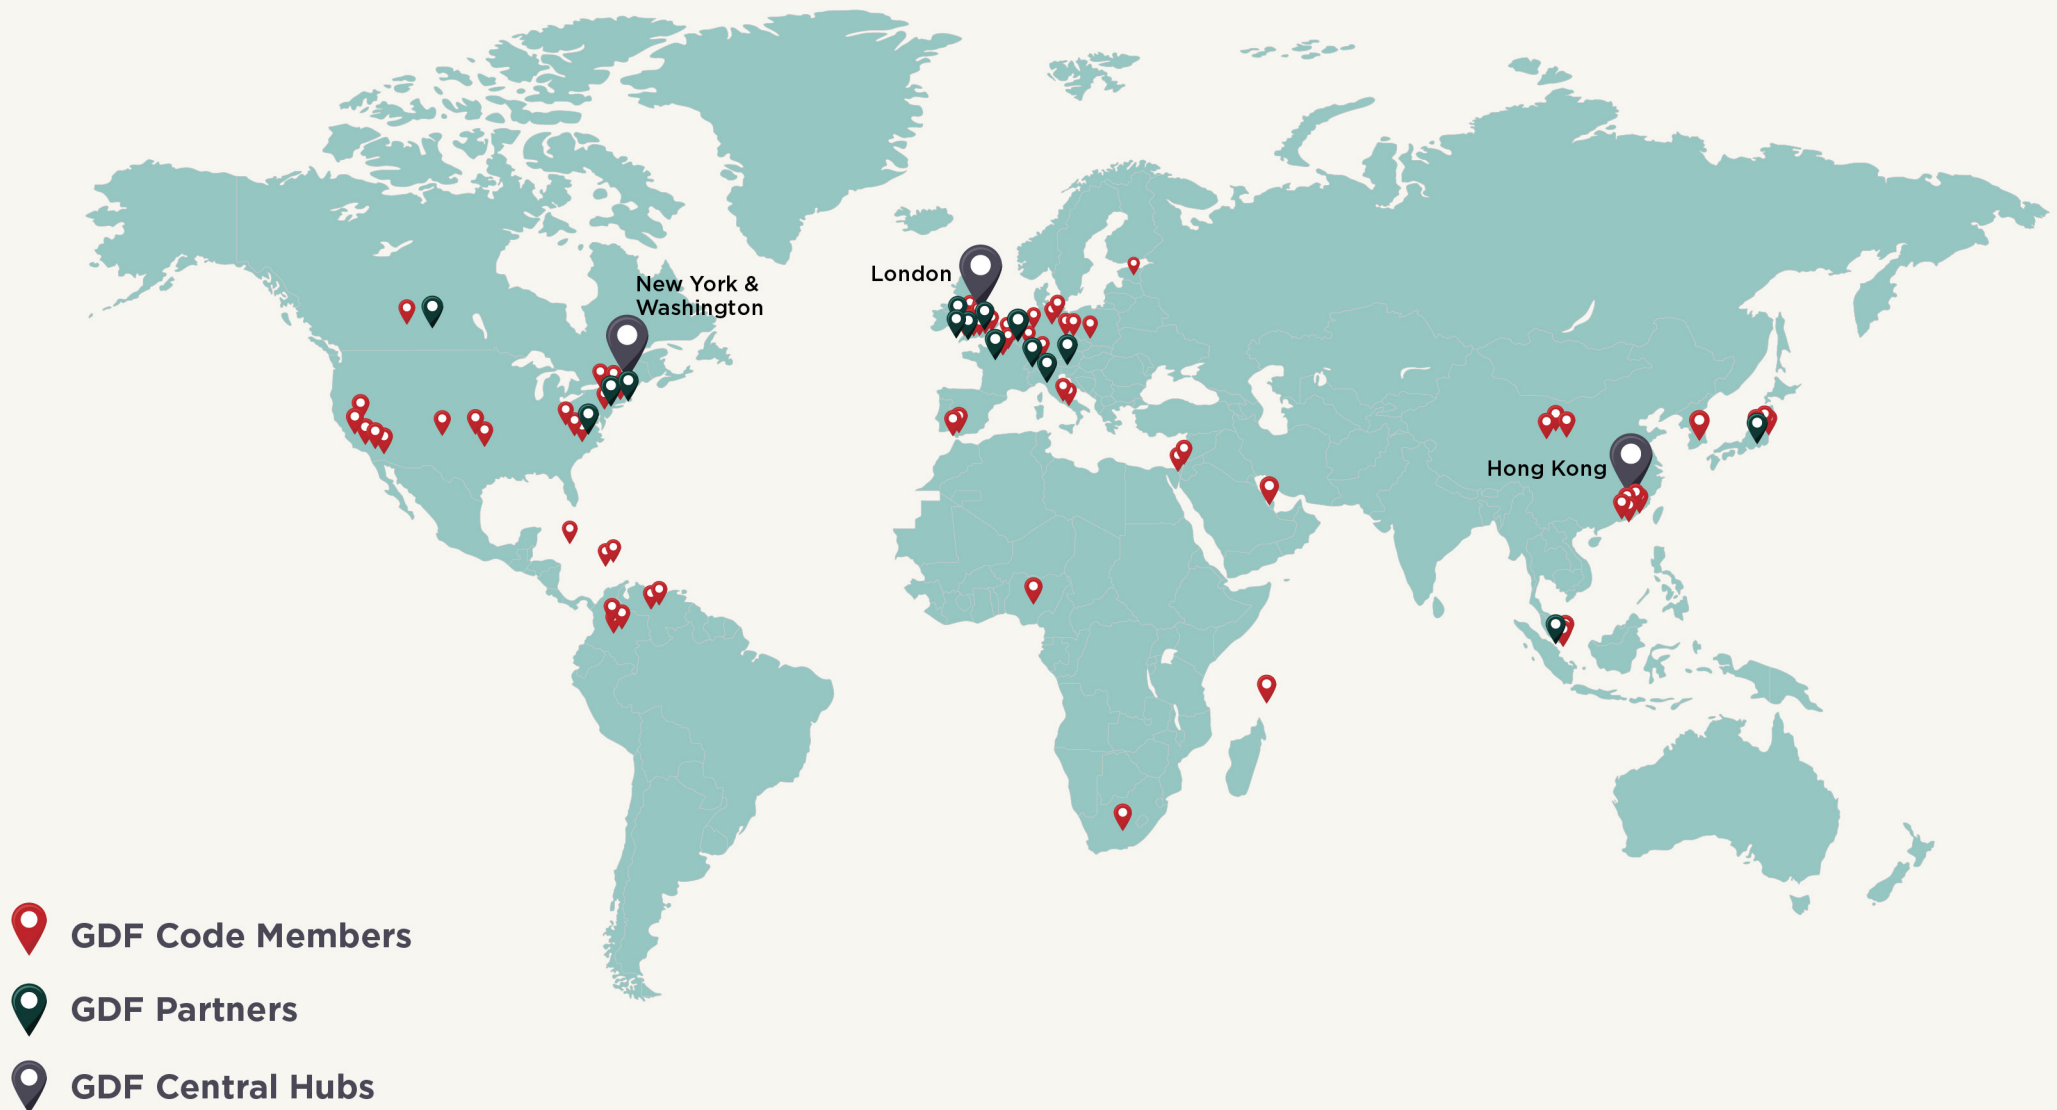 London
New York &
Washington
Hong Kong
GDF Code Members
GDF Partners
GDF Central Hubs